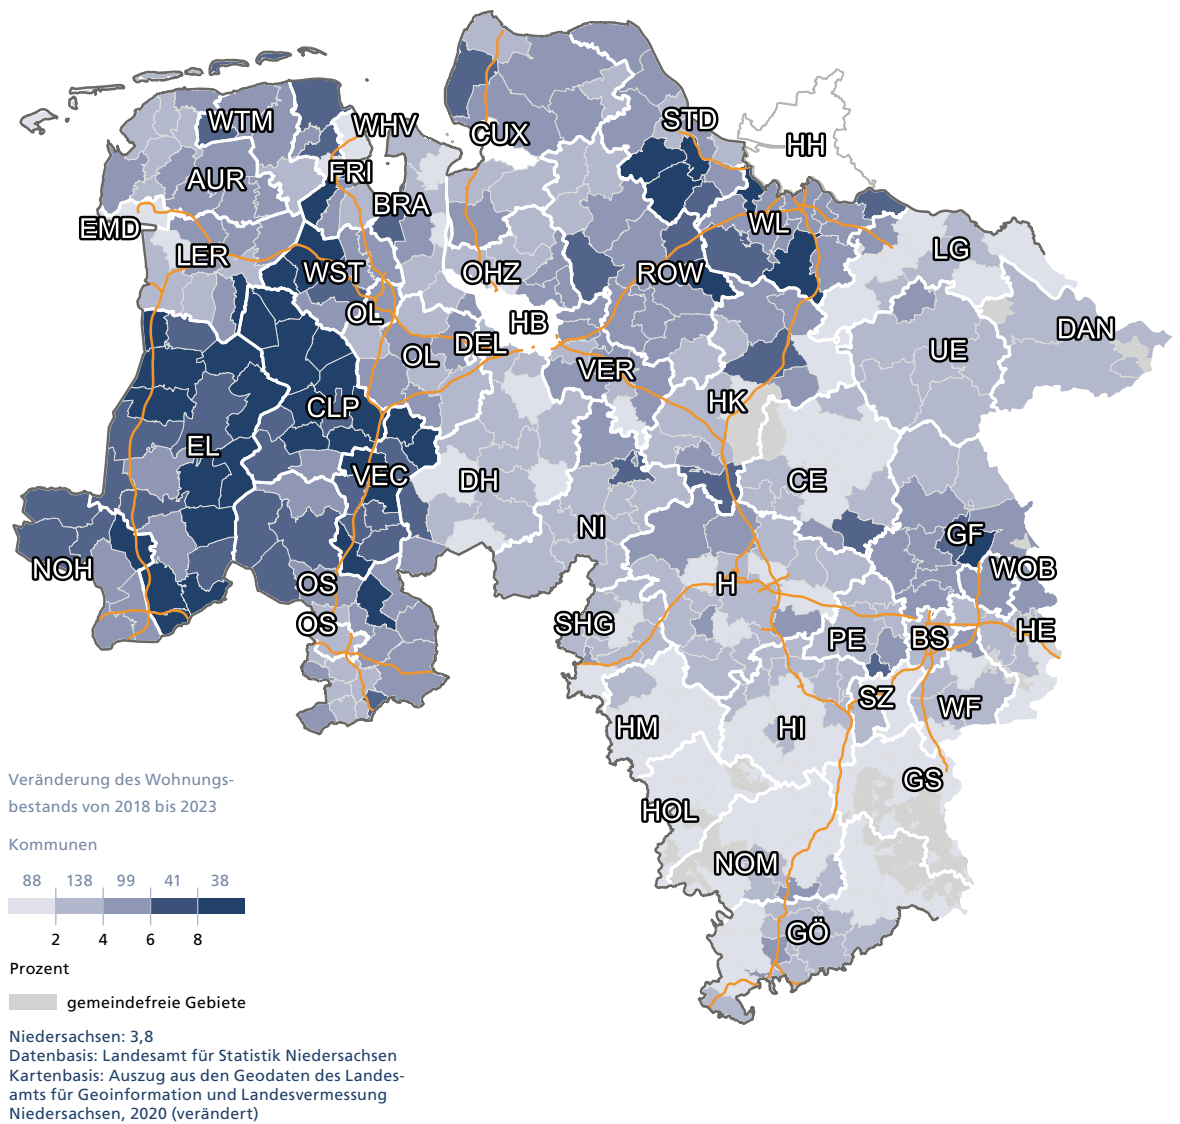 WTM
WHV
CUX
STD
HH
AUR
FRI
BRA
EMD
LER
WST
OHZ
ROW
WL
LG
OL
HB
DEL
OL
VER
UE
DAN
CLP
HK
EL
VEC
DH
CE
NI
GF
NOH
OS
H
WOB
OS
SHG
PE
BS
HE
SZ
WF
HM
HI
GS
HOL
NOM
GÖ
Veränderung des Wohnungs-
bestands von 2018 bis 2023
Kommunen
88 138 99 41 38
2 4 6 8
Prozent
gemeindefreie Gebiete
Niedersachsen: 3,8
Datenbasis: Landesamt für Statistik Niedersachsen
Kartenbasis: Auszug aus den Geodaten des Landes-
amts für Geoinformation und Landesvermessung
Niedersachsen, 2020 (verändert)